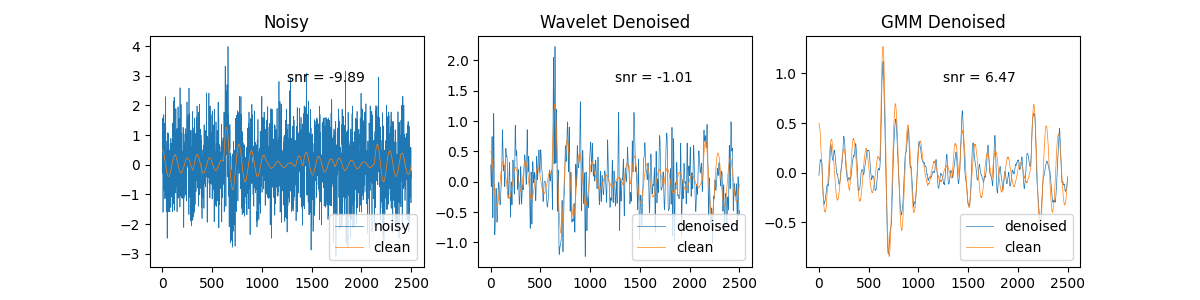 Noisy
4
3
2
1
0
−1
−2
−3
0 500 1000 1500 2000 2500
snr = -9.89
noisy
clean
Wavelet Denoised
2.0
1.5
1.0
0.5
0.0
−0.5
−1.0
0 500 1000 1500 2000 2500
snr = -1.01
denoised
clean
GMM Denoised
1.0
0.5
0.0
−0.5
0 500 1000 1500 2000 2500
snr = 6.47
denoised
clean